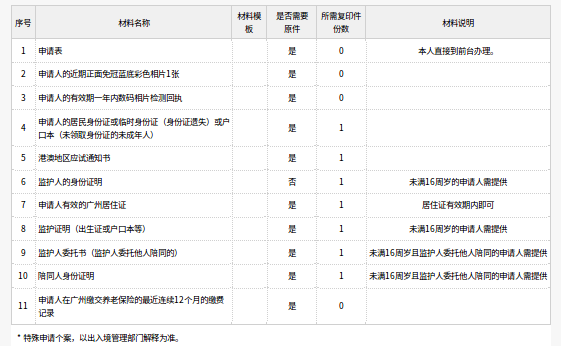 序号 材料名称 材料模板 是否需要原件 所需复印件份数 材料说明
1 申请表 是 0 本人直接到前台办理。
2 申请人的近期正面免冠蓝底彩色相片1张 是 0
3 申请人的有效期一年内数码相片检测回执 是 0
4 申请人的居民身份证或临时身份证（身份证遗失）或户口本（未领取身份证的未成年人） 是 1
5 港澳地区应试通知书 是 1
6 监护人的身份证明 否 1 未满16周岁的申请人需提供
7 申请人有效的广州居住证 是 1 居住证有效期内即可
8 监护证明（出生证或户口本等） 是 1 未满16周岁的申请人需提供
9 监护人委托书（监护人委托他人陪同的） 是 1 未满16周岁且监护人委托他人陪同的申请人需提供
10 陪同人身份证明 是 1 未满16周岁且监护人委托他人陪同的申请人需提供
11 申请人在广州缴交养老保险的最近连续12个月的缴费记录 是 0
* 特殊申请个案，以出入境管理部门解释为准。